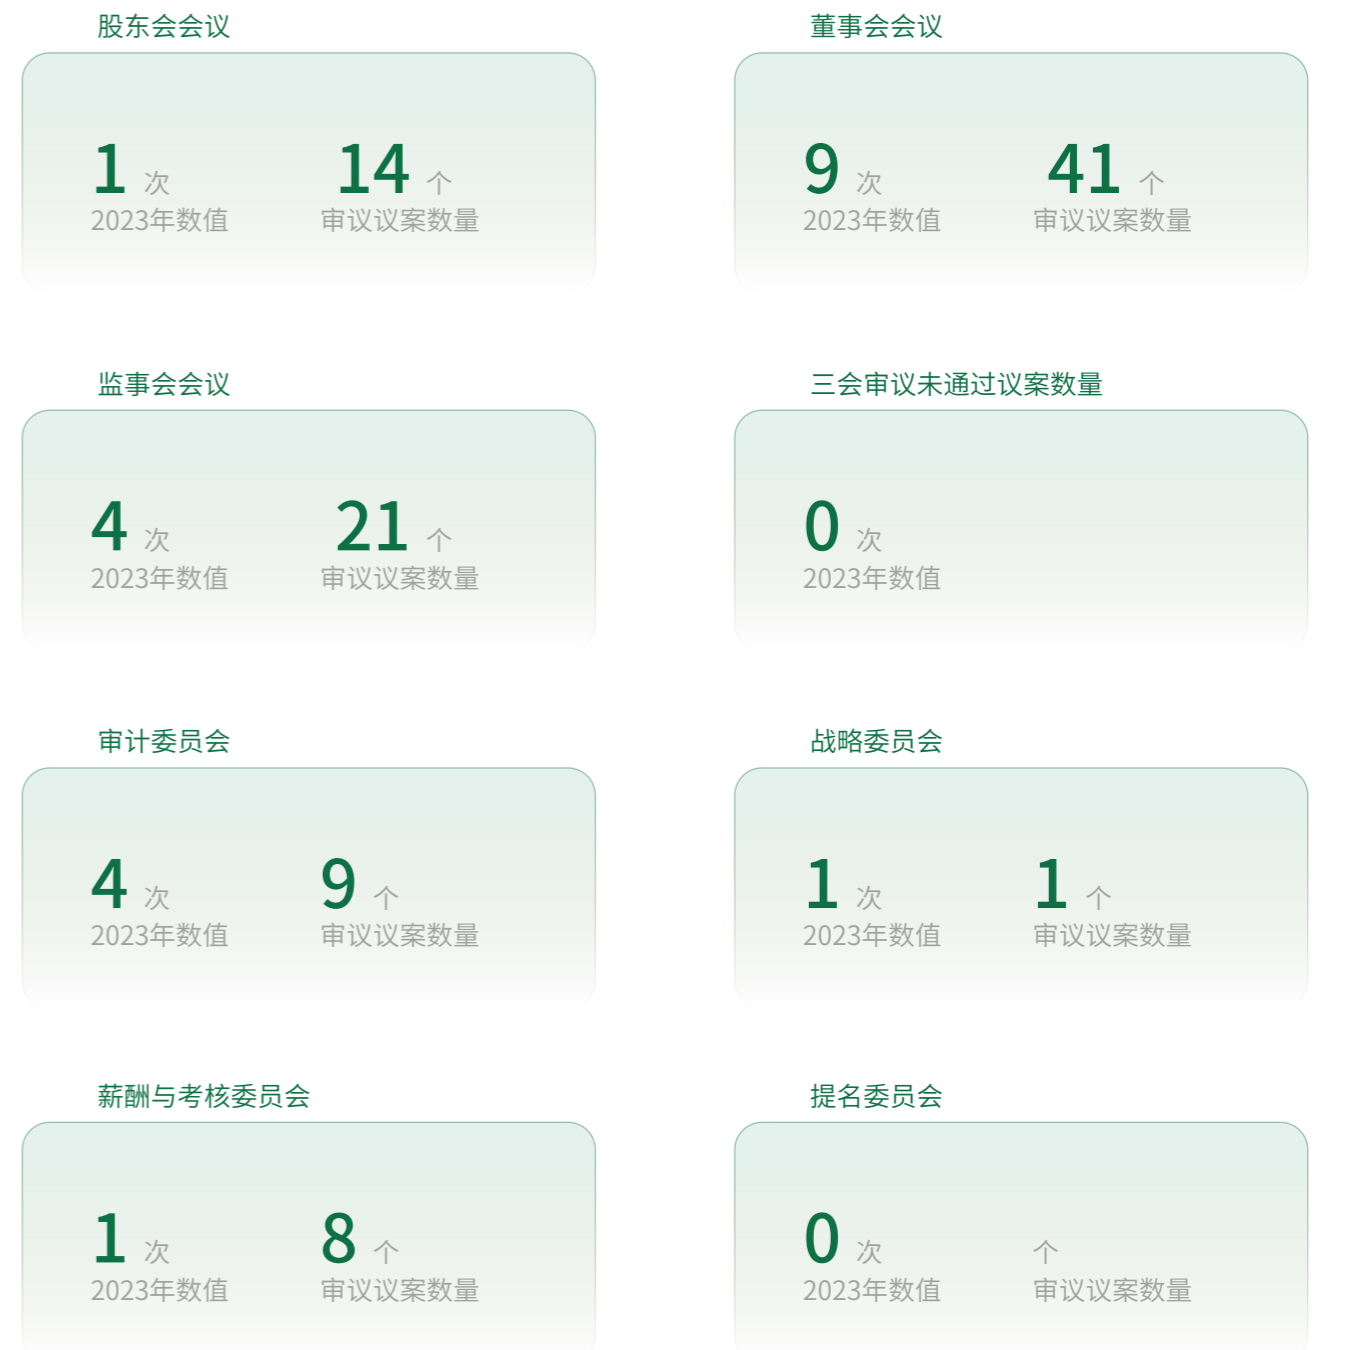 股东会会议
1 次
2023年数值
14 个
审议议案数量
董事会会议
9 次
2023年数值
41 个
审议议案数量
监事会会议
4 次
2023年数值
21 个
审议议案数量
三会审议未通过议案数量
0 次
2023年数值
审计委员会
4 次
2023年数值
9 个
审议议案数量
战略委员会
1 次
2023年数值
1 个
审议议案数量
薪酬与考核委员会
1 次
2023年数值
8 个
审议议案数量
提名委员会
0 次
2023年数值
个
审议议案数量